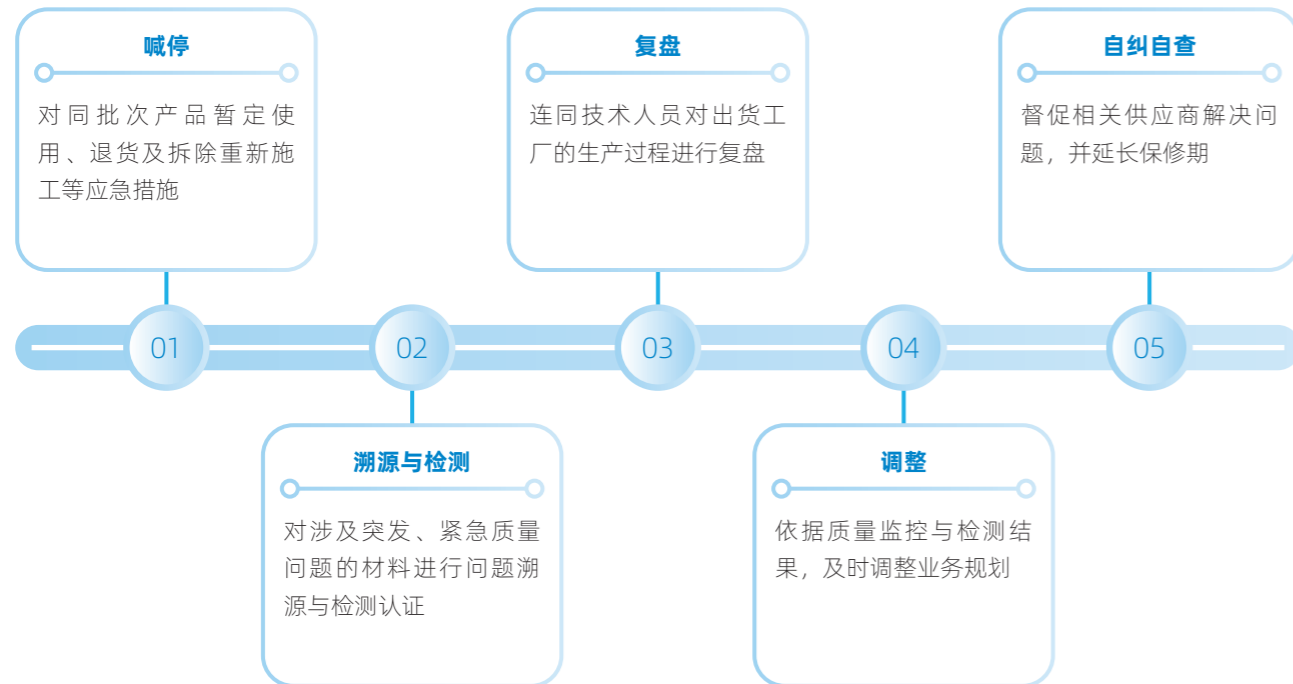 喊停
对同批次产品暂定使
用、退货及拆除重新施
工等应急措施
复盘
连同技术人员对出货工
厂的生产过程进行复盘
自纠自查
督促相关供应商解决问
题，并延长保修期
01
02
03
04
05
溯源与检测
对涉及突发、紧急质量
问题的材料进行问题溯
源与检测认证
调整
依据质量监控与检测结
果，及时调整业务规划